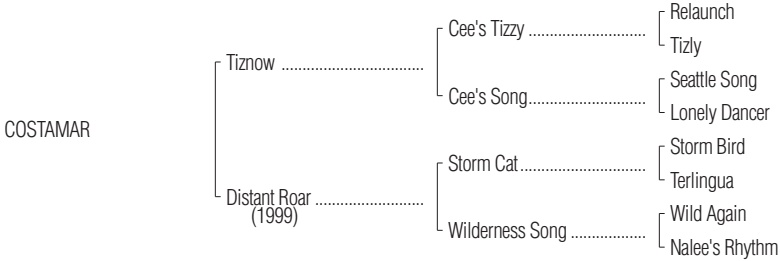 Relaunch
Cee's Tizzy ..............................
Tizly
Tiznow ....................................
Seattle Song
Cee's Song..............................
Lonely Dancer
COSTAMAR
Storm Bird
Storm Cat................................
Terlingua
Distant Roar ...........................
(1999)
Wild Again
Wilderness Song ...................
Nalee's Rhythm